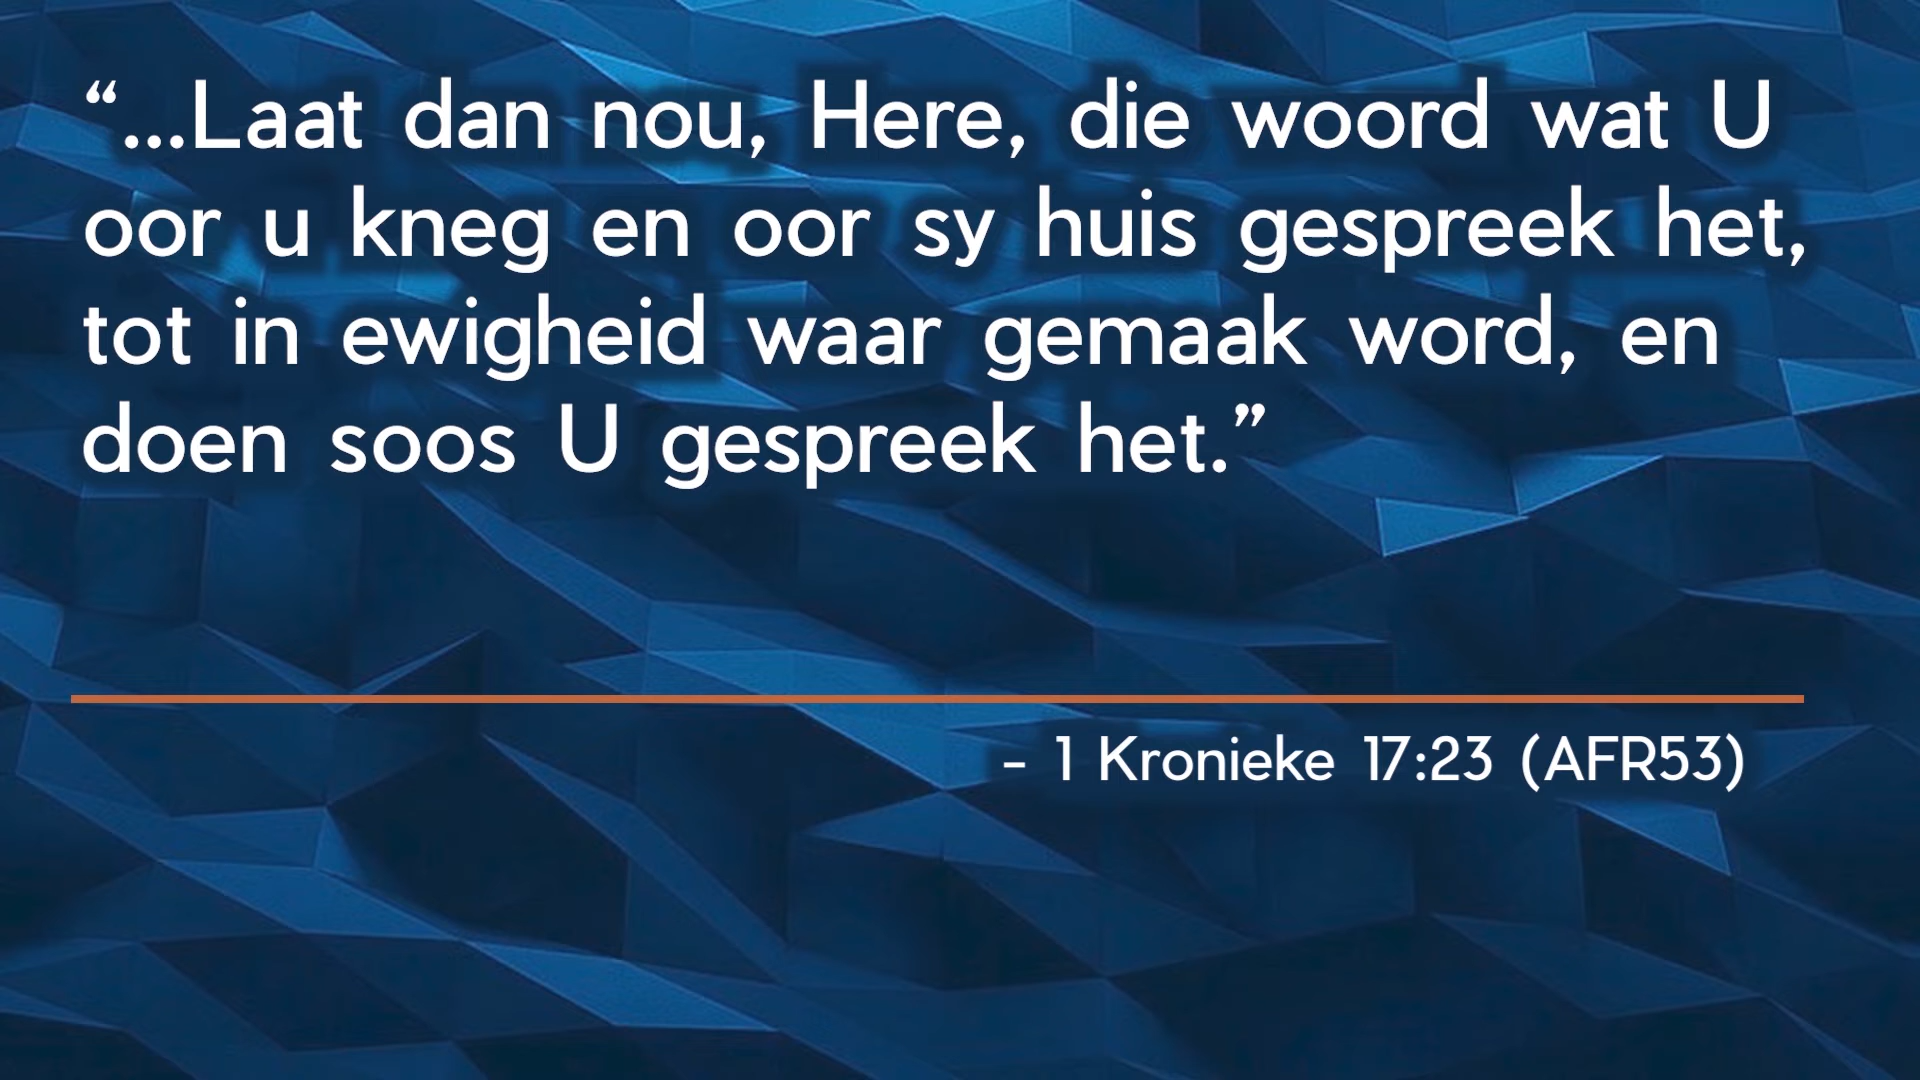 “...Laat dan nou, Here, die woord wat U
oor u kneg en oor sy huis gespreek het,
tot in ewigheid waar gemaak word, en
doen soos U gespreek het.”
- 1 Kronieke 17:23 (AFR53)